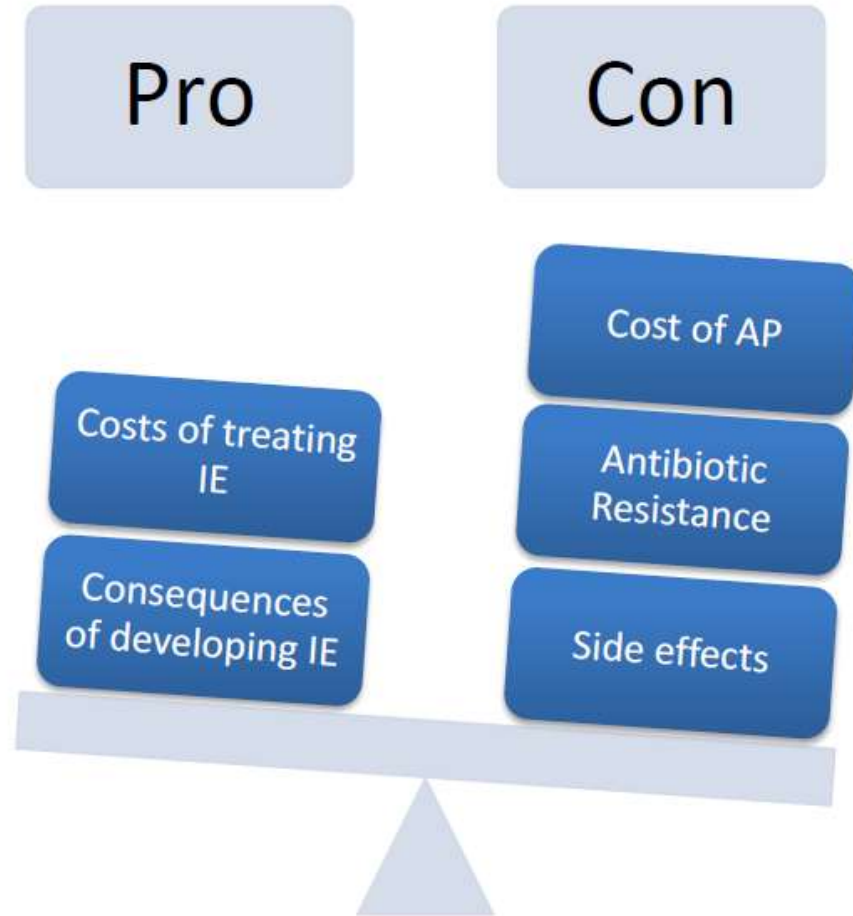 Pro
Con
Costs of treating
IE
Consequences
of developing IE
Cost of AP
Antibiotic
Resistance
Side effects